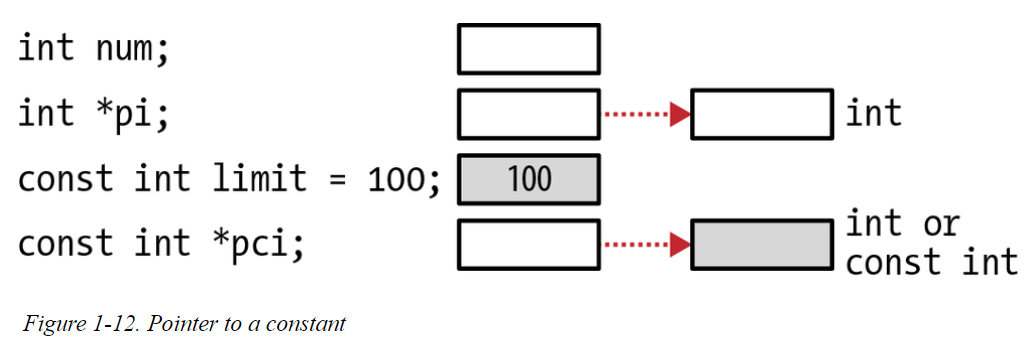 int num;
int *pi;
int
const int limit = 100;
100
const int *pci;
int or
const int
Figure 1-12. Pointer to a constant